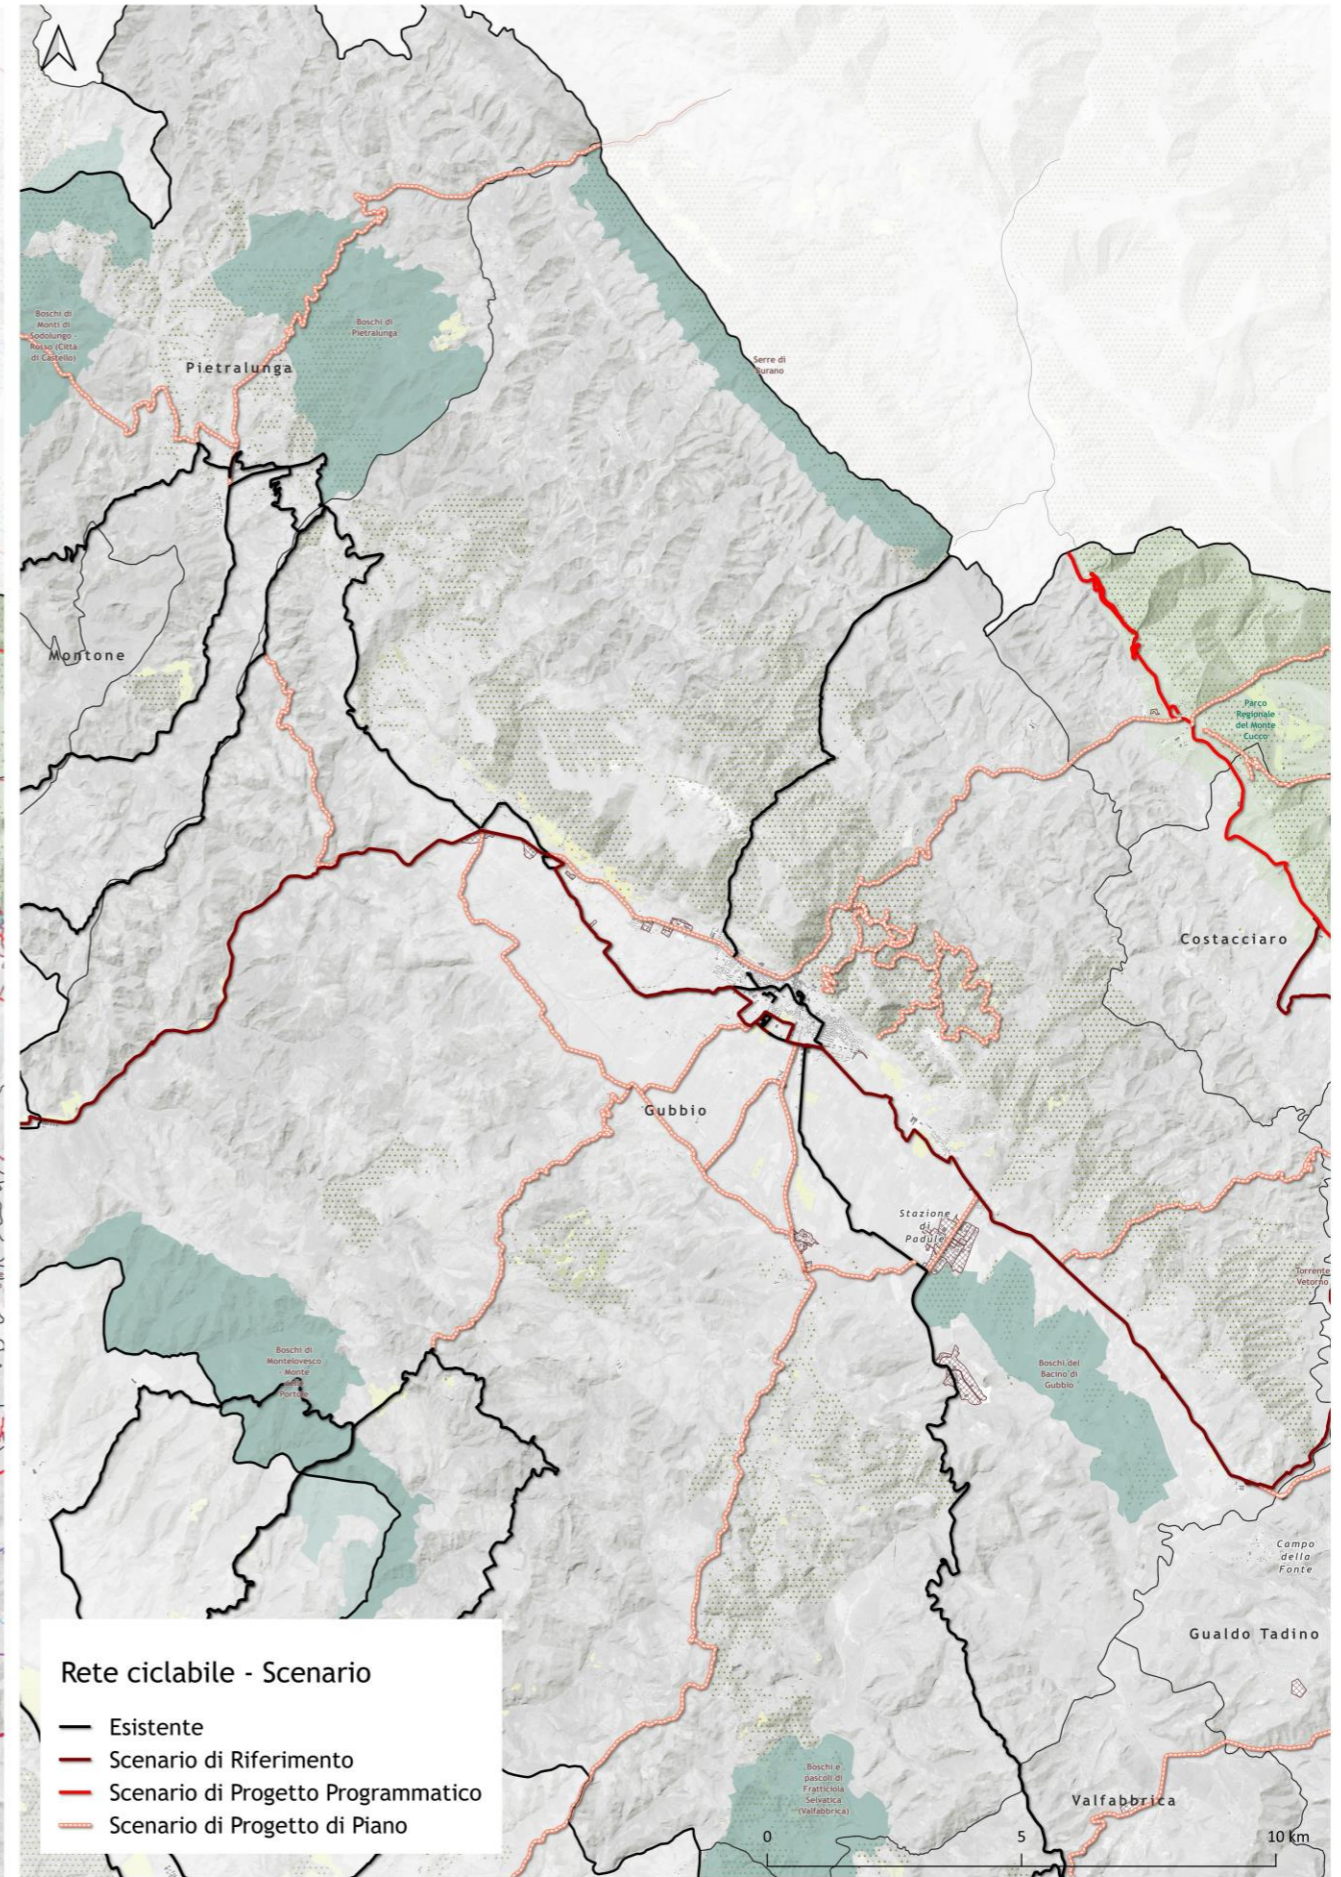 Boschi di
Monti di
Sodolungo -
Rosso (Città
di Castello)
Boschi di
Pietralunga
Pietralunga
Serre di
Burano
Montone
Parco
Regionale
del Monte
Cucco
Costacciaro
Gubbio
Stazione
di
Padule
Torrente
Vetorno
Boschi di
Montelovesco
Monte
Portole
Boschi del
Bacino di
Gubbio
Campo
della
Fonte
Gualdo Tadino
Boschi e
pascoli di
Fratticiola
Selvatica
(Valfabbrica)
Valfabbrica
0 5 10 km
Rete ciclabile - Scenario
Esistente
Scenario di Riferimento
Scenario di Progetto Programmatico
Scenario di Progetto di Piano